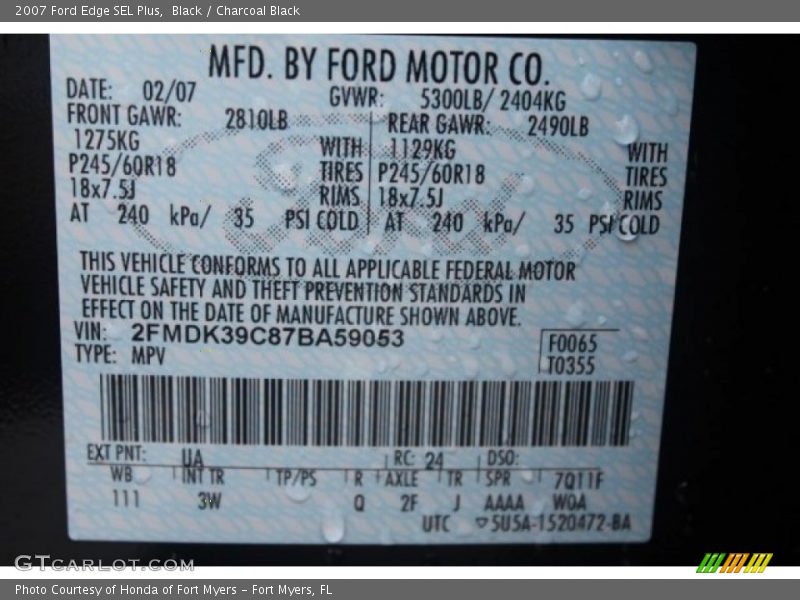 2007 Ford Edge SEL Plus,  Black / Charcoal Black
MFD. BY FORD MOTOR CO.
DATE: 02/07 GVWR: 5300LB/ 2404KG
FRONT GAWR: 2810LB REAR GAWR: 2490LB
1275KG WITH 1129KG WITH
P245/60R18 TIRES P245/60R18 TIRES
18x7.5J RIMS 18x7.5J RIMS
AT 240 kPa/ 35 PSI COLD AT 240 kPa/ 35 PSI COLD
THIS VEHICLE CONFORMS TO ALL APPLICABLE FEDERAL MOTOR
VEHICLE SAFETY AND THEFT PREVENTION STANDARDS IN
EFFECT ON THE DATE OF MANUFACTURE SHOWN ABOVE.
VIN: 2FMDK39C87BA59053 F0065
TYPE: MPV T0355
EXT PNT: UA RC: 24 DSO:
WB INT TR TP/PS R AXLE TR SPR 7Q11F
111 3W Q 2F J AAAA WOA
UTC ▽5U5A-1520472-BA
GTCarLot.com
Photo Courtesy of Honda of Fort Myers – Fort Myers, FL